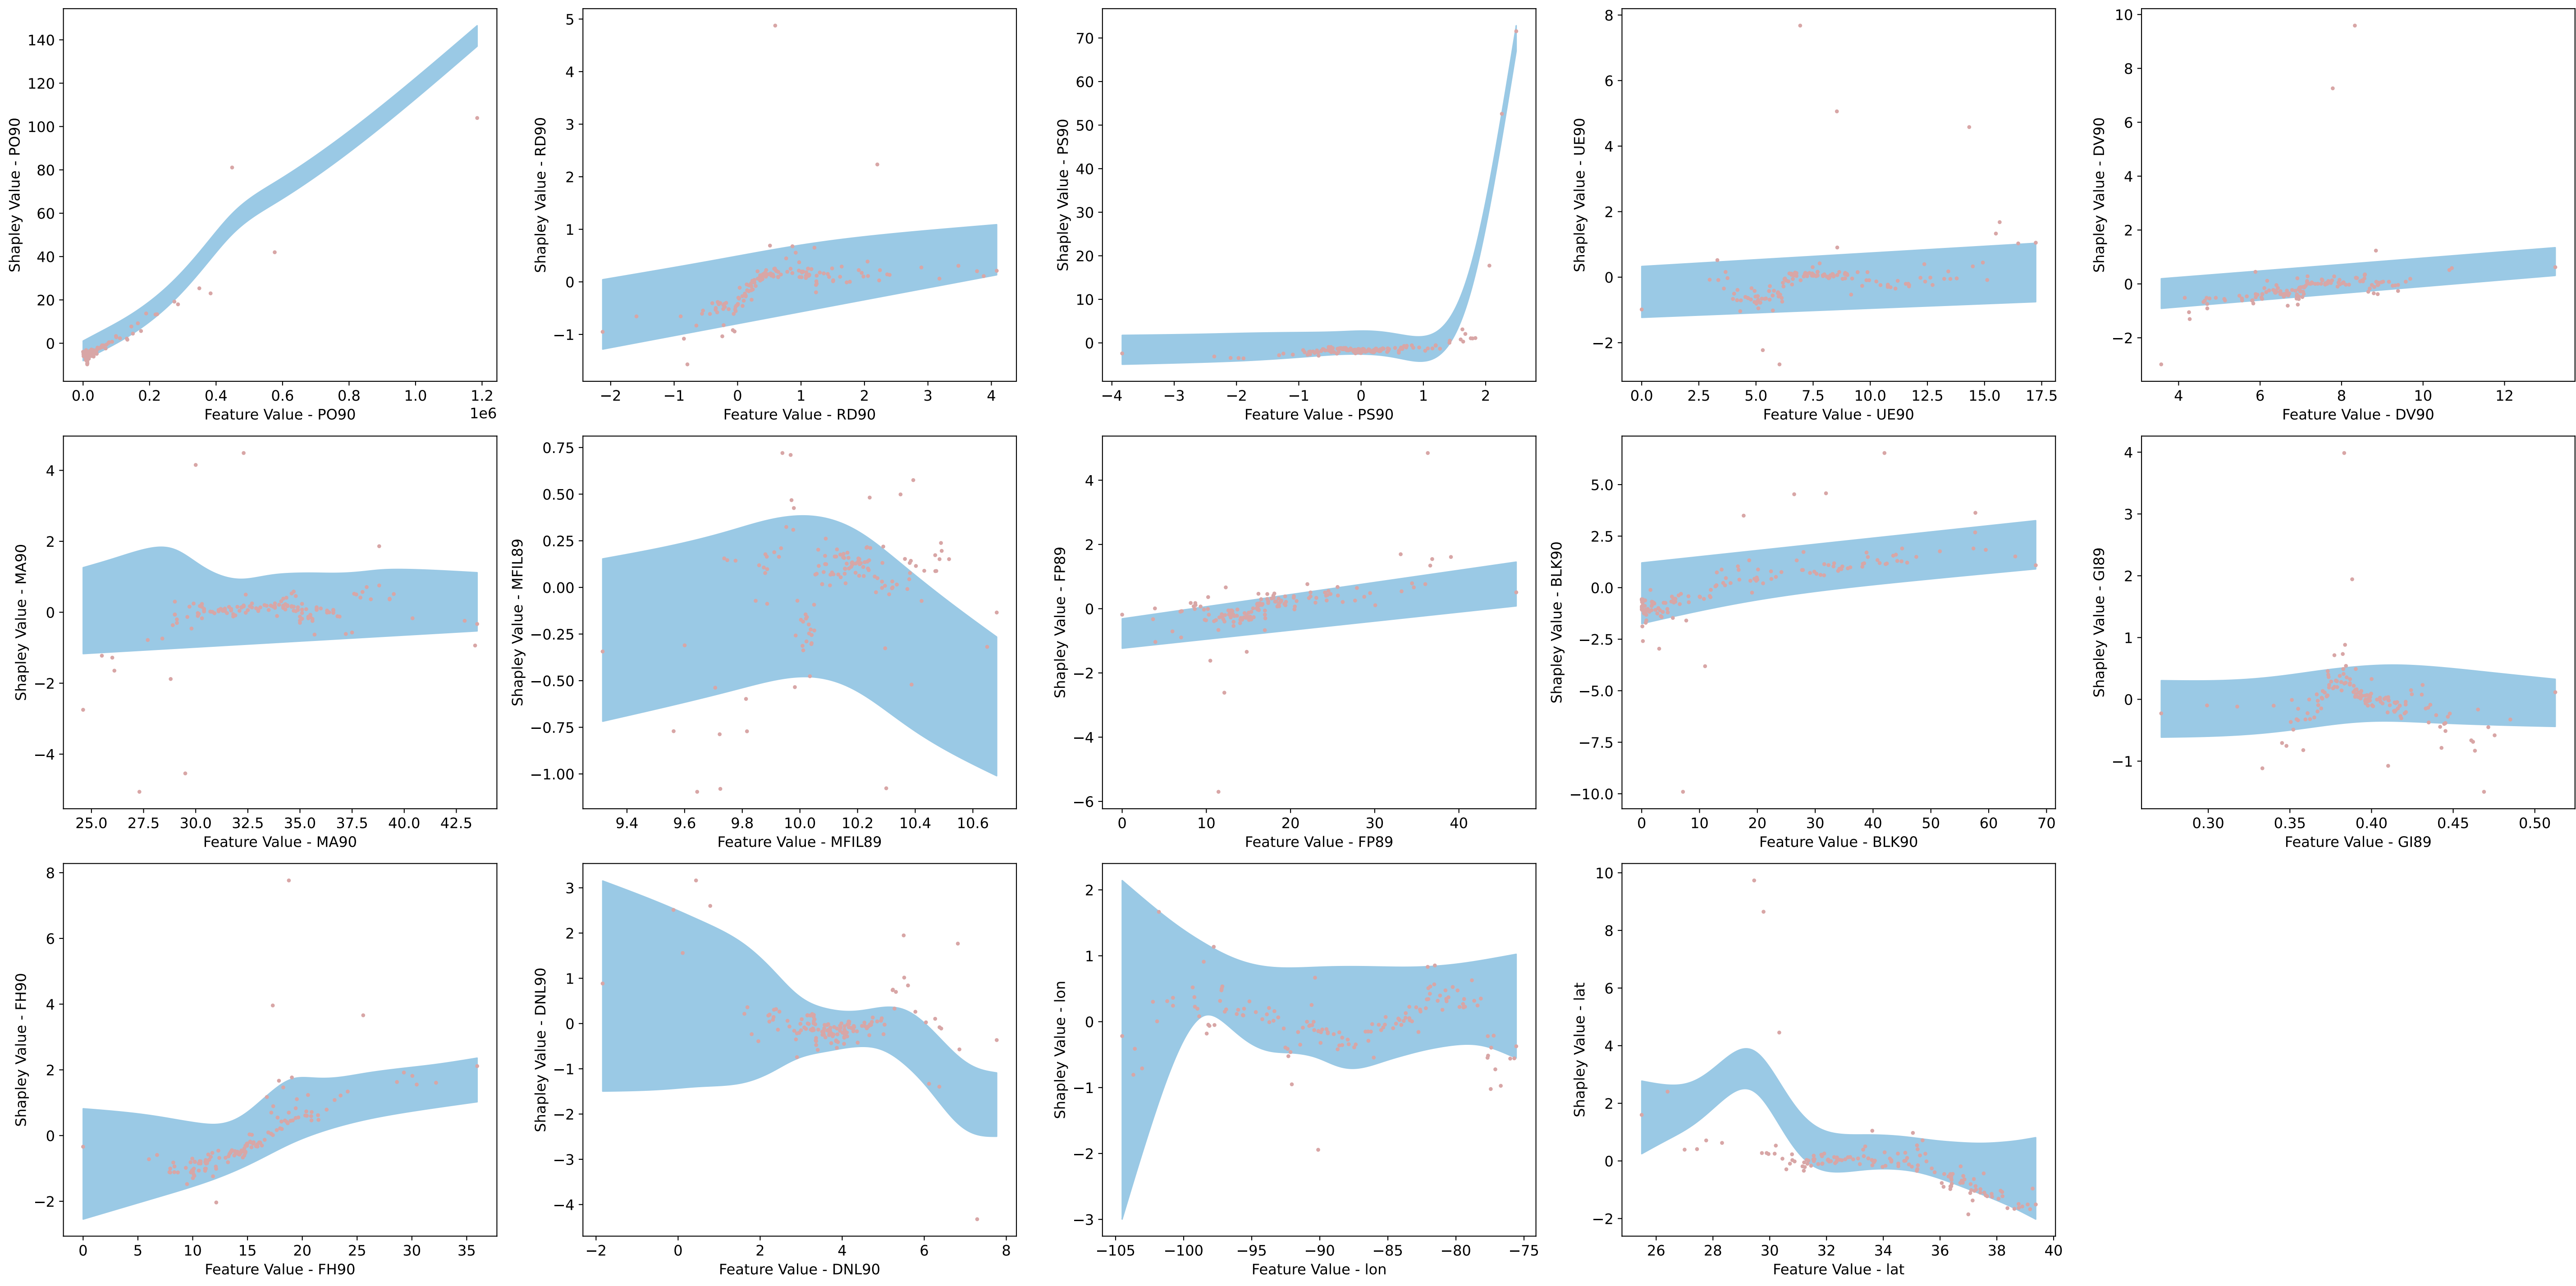 Shapley Value - PO90
140
120
100
80
60
40
20
0
0.0 0.2 0.4 0.6 0.8 1.0 1.2
1e6
Feature Value - PO90
Shapley Value - RD90
5
4
3
2
1
0
−1
−2 −1 0 1 2 3 4
Feature Value - RD90
Shapley Value - PS90
70
60
50
40
30
20
10
0
−4 −3 −2 −1 0 1 2
Feature Value - PS90
Shapley Value - UE90
8
6
4
2
0
−2
0.0 2.5 5.0 7.5 10.0 12.5 15.0 17.5
Feature Value - UE90
Shapley Value - DV90
10
8
6
4
2
0
−2
4 6 8 10 12
Feature Value - DV90
Shapley Value - MA90
4
2
0
−2
−4
25.0 27.5 30.0 32.5 35.0 37.5 40.0 42.5
Feature Value - MA90
Shapley Value - MFIL89
0.75
0.50
0.25
0.00
−0.25
−0.50
−0.75
−1.00
9.4 9.6 9.8 10.0 10.2 10.4 10.6
Feature Value - MFIL89
Shapley Value - FP89
4
2
0
−2
−4
−6
0 10 20 30 40
Feature Value - FP89
Shapley Value - BLK90
5.0
2.5
0.0
−2.5
−5.0
−7.5
−10.0
0 10 20 30 40 50 60 70
Feature Value - BLK90
Shapley Value - GI89
4
3
2
1
0
−1
0.30 0.35 0.40 0.45 0.50
Feature Value - GI89
Shapley Value - FH90
8
6
4
2
0
−2
0 5 10 15 20 25 30 35
Feature Value - FH90
Shapley Value - DNL90
3
2
1
0
−1
−2
−3
−4
−2 0 2 4 6 8
Feature Value - DNL90
Shapley Value - lon
2
1
0
−1
−2
−3
−105 −100 −95 −90 −85 −80 −75
Feature Value - lon
Shapley Value - lat
10
8
6
4
2
0
−2
26 28 30 32 34 36 38 40
Feature Value - lat